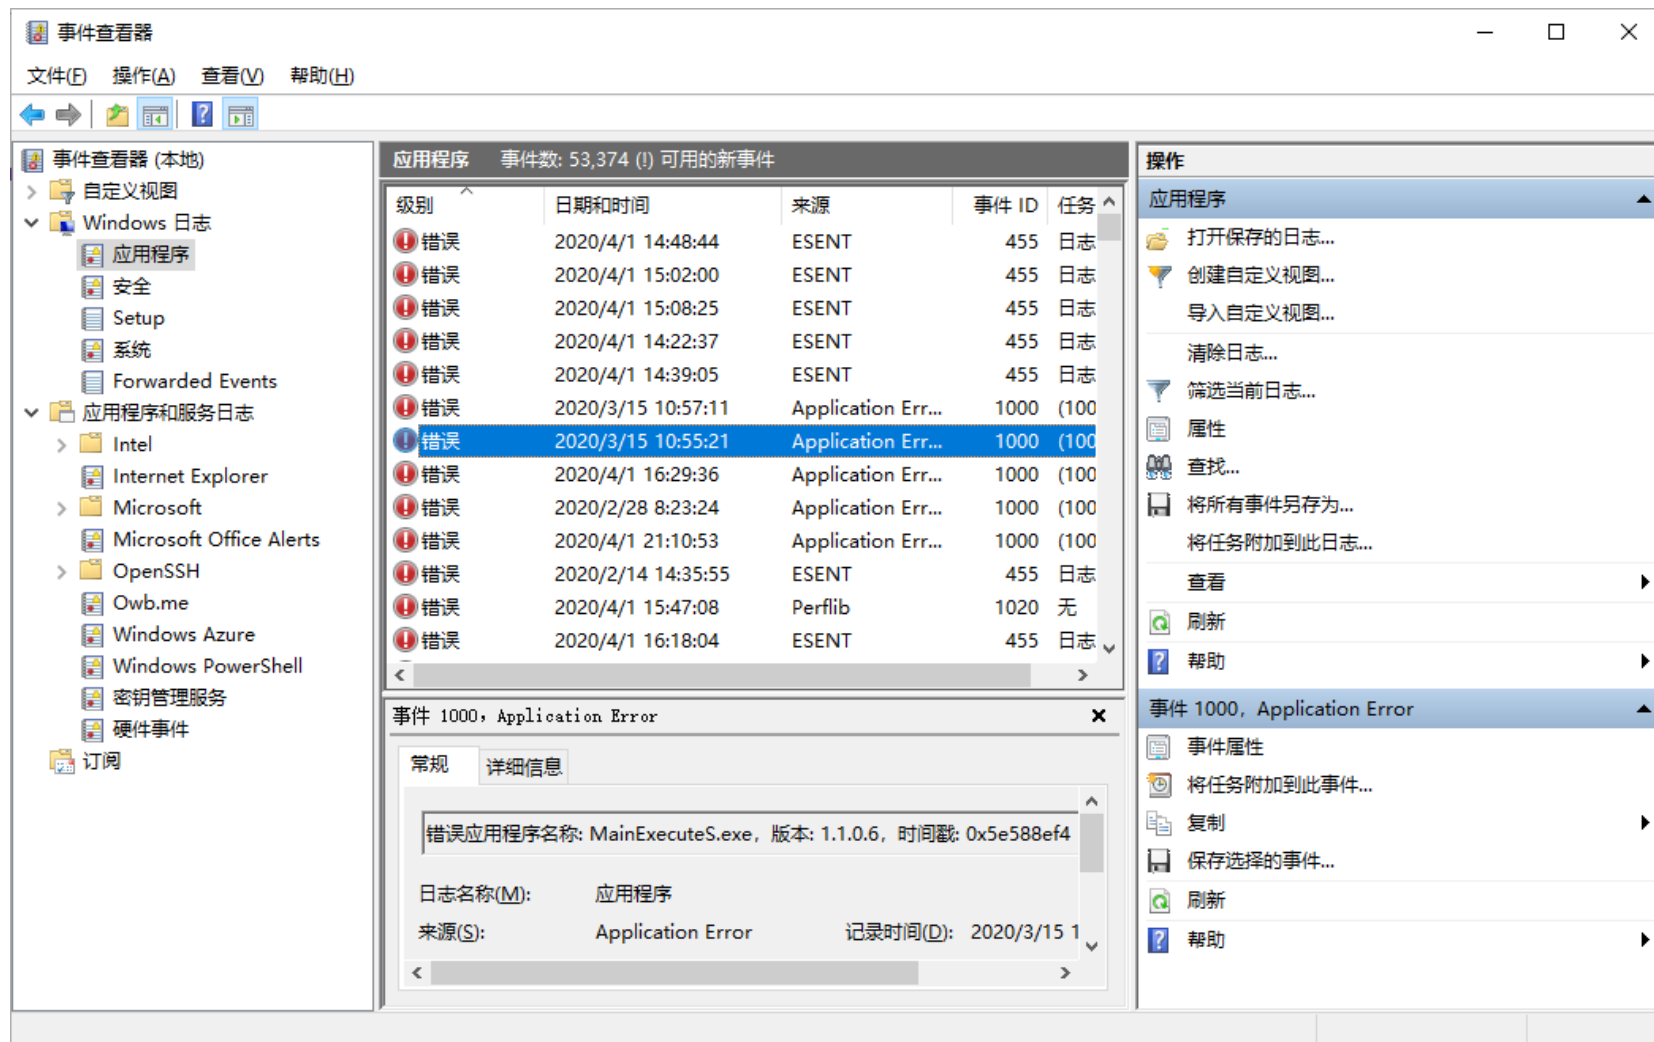 事件查看器
文件(F) 操作(A) 查看(V) 帮助(H)
事件查看器 (本地)
自定义视图
Windows 日志
应用程序
安全
Setup
系统
Forwarded Events
应用程序和服务日志
Intel
Internet Explorer
Microsoft
Microsoft Office Alerts
OpenSSH
Owb.me
Windows Azure
Windows PowerShell
密钥管理服务
硬件事件
订阅
应用程序 事件数: 53,374 (!) 可用的新事件
级别 日期和时间 来源 事件 ID 任务
错误 2020/4/1 14:48:44 ESENT 455 日志
错误 2020/4/1 15:02:00 ESENT 455 日志
错误 2020/4/1 15:08:25 ESENT 455 日志
错误 2020/4/1 14:22:37 ESENT 455 日志
错误 2020/4/1 14:39:05 ESENT 455 日志
错误 2020/3/15 10:57:11 Application Err... 1000 (100
错误 2020/3/15 10:55:21 Application Err... 1000 (100
错误 2020/4/1 16:29:36 Application Err... 1000 (100
错误 2020/2/28 8:23:24 Application Err... 1000 (100
错误 2020/4/1 21:10:53 Application Err... 1000 (100
错误 2020/2/14 14:35:55 ESENT 455 日志
错误 2020/4/1 15:47:08 Perflib 1020 无
错误 2020/4/1 16:18:04 ESENT 455 日志
事件 1000，Application Error
常规 详细信息
错误应用程序名称: MainExecuteS.exe，版本: 1.1.0.6，时间戳: 0x5e588ef4
日志名称(M): 应用程序
来源(S): Application Error 记录时间(D): 2020/3/15 1
操作
应用程序
打开保存的日志...
创建自定义视图...
导入自定义视图...
清除日志...
筛选当前日志...
属性
查找...
将所有事件另存为...
将任务附加到此日志...
查看
刷新
帮助
事件 1000，Application Error
事件属性
将任务附加到此事件...
复制
保存选择的事件...
刷新
帮助